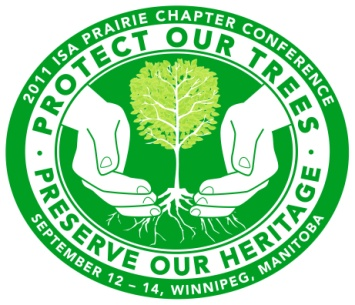 2011 ISA PRAIRIE CHAPTER CONFERENCE
PROTECT OUR TREES
· PRESERVE OUR HERITAGE ·
SEPTEMBER 12 – 14, WINNIPEG, MANITOBA